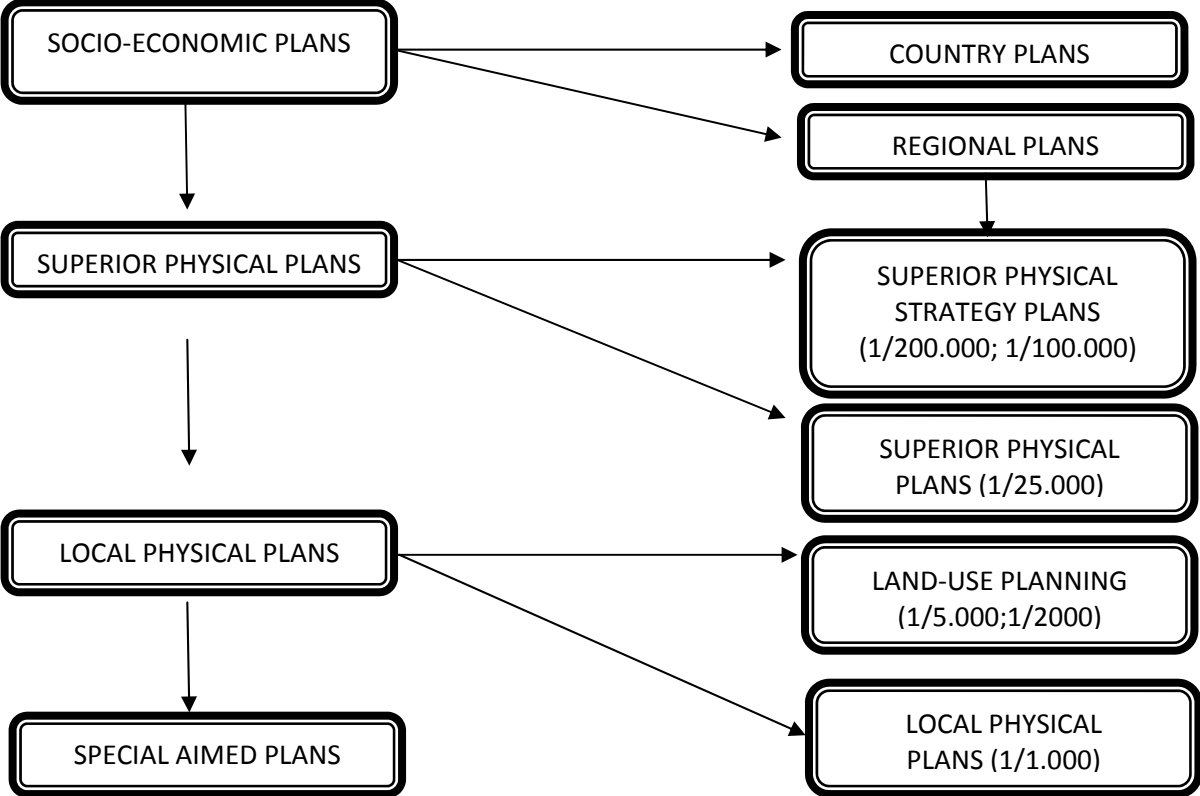 SOCIO-ECONOMIC PLANS
COUNTRY PLANS
REGIONAL PLANS
SUPERIOR PHYSICAL PLANS
SUPERIOR PHYSICAL
STRATEGY PLANS
(1/200.000; 1/100.000)
SUPERIOR PHYSICAL
PLANS (1/25.000)
LOCAL PHYSICAL PLANS
LAND-USE PLANNING
(1/5.000;1/2000)
SPECIAL AIMED PLANS
LOCAL PHYSICAL
PLANS (1/1.000)